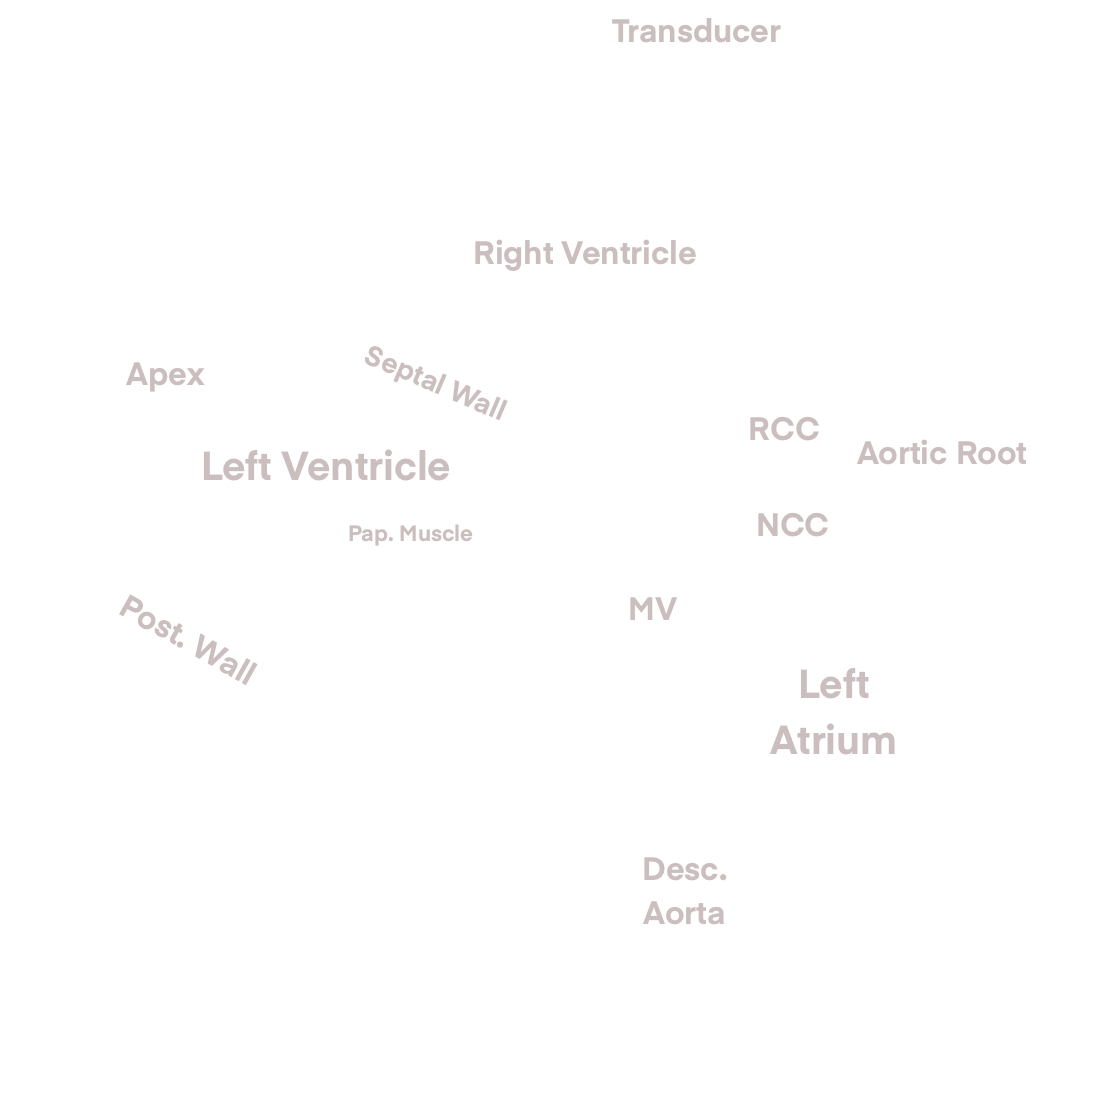 Transducer
Right Ventricle
Septal Wall
Apex
RCC
Aortic Root
Left Ventricle
NCC
Pap. Muscle
MV
Post. Wall
Left
Atrium
Desc.
Aorta